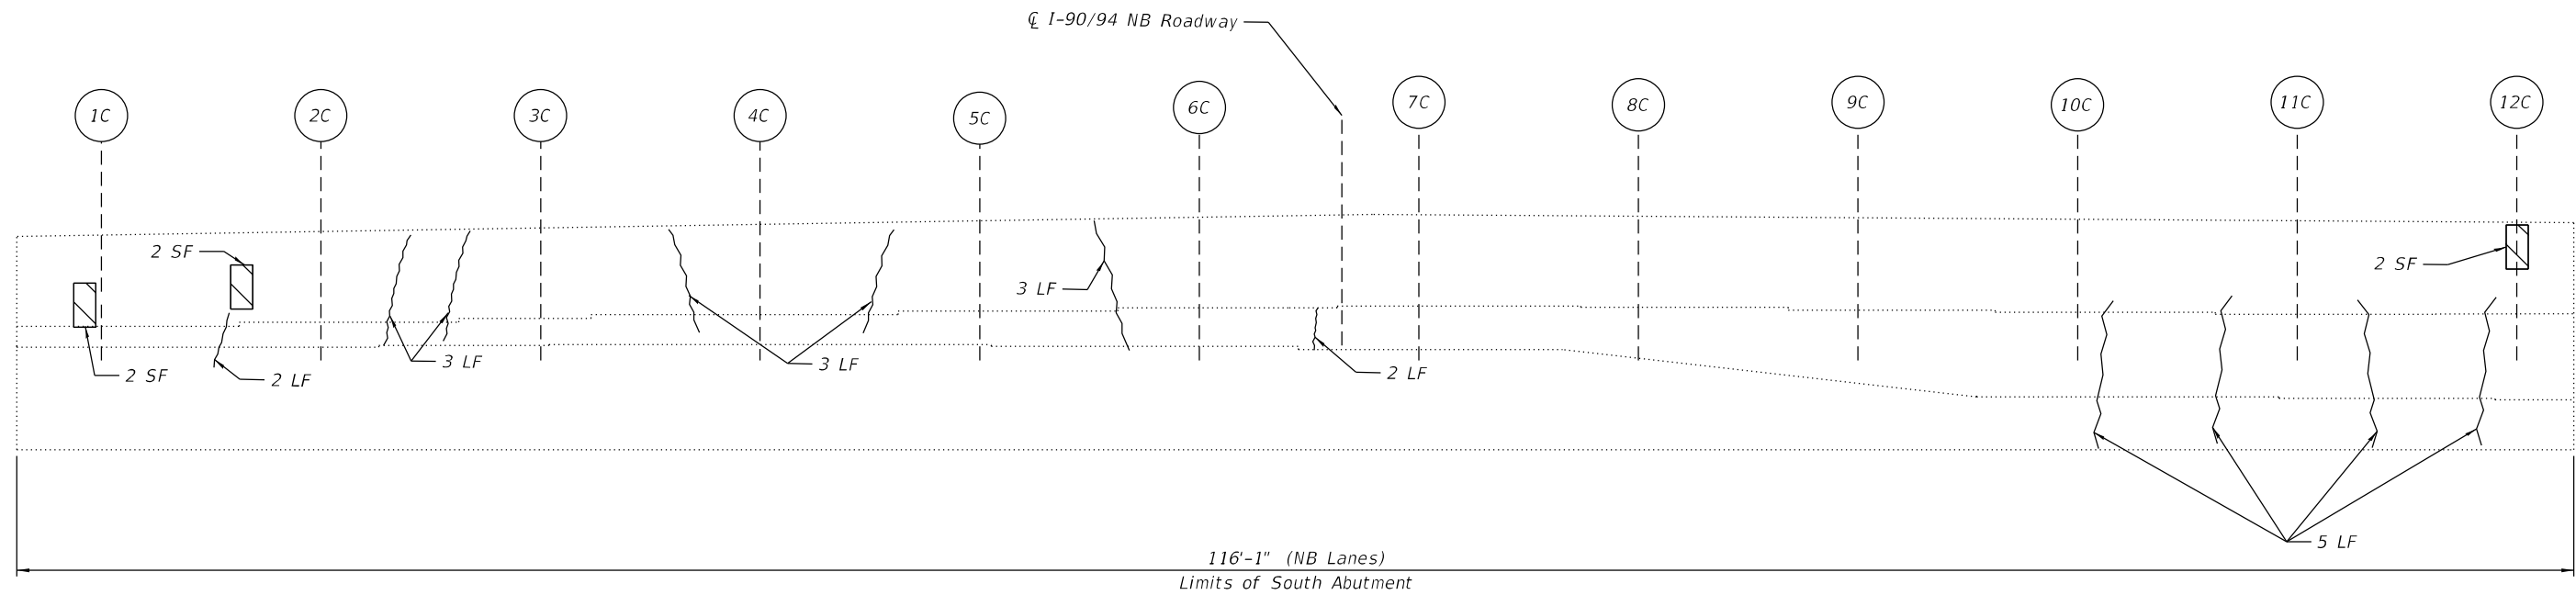 ℄ I-90/94 NB Roadway
1C 2C 3C 4C 5C 6C 7C 8C 9C 10C 11C 12C
2 SF
2 SF
3 LF
3 LF
3 LF
2 LF
2 SF
2 LF
5 LF
116'-1" (NB Lanes)
Limits of South Abutment